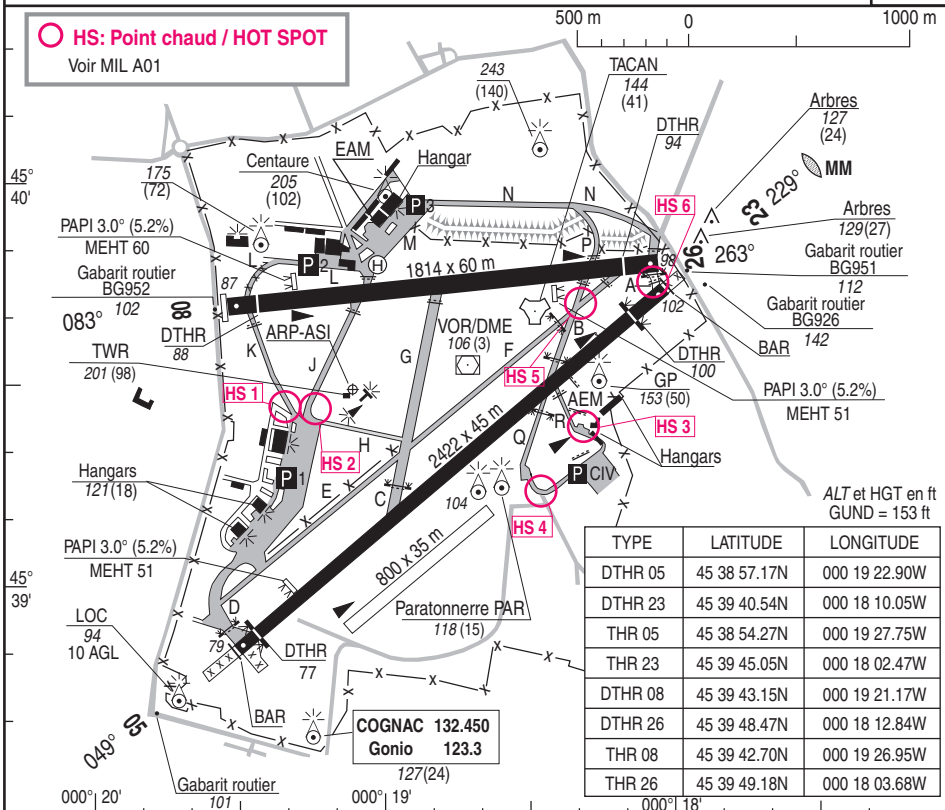 500 m 0 1000 m
HS: Point chaud / HOT SPOT
Voir MIL A01
243
(140)
TACAN
144
(41)
DTHR
94
Arbres
127
(24)
MM
23 229°
45°
40'
175
(72)
Centaure
205
(102)
EAM
Hangar
P 3
N N
HS 6
Arbres
129(27)
26 263°
PAPI 3.0° (5.2%)
MEHT 60
L
P 2
L
H
M
P
98
Gabarit routier
BG951
112
Gabarit routier
BG952
102
87
1814 x 60 m
A
102
Gabarit routier
BG926
142
083°
08
DTHR
88
ARP-ASI
VOR/DME
106 (3)
B
BAR
TWR
201 (98)
K
J
G
F
HS 5
DTHR
100
GP
153 (50)
PAPI 3.0° (5.2%)
MEHT 51
HS 1
AEM
HS 2
H
2422 x 45 m
Q
R
HS 3
Hangars
Hangars
121(18)
P 1
E
C
104
P CIV
HS 4
ALT et HGT en ft
GUND = 153 ft
PAPI 3.0° (5.2%)
MEHT 51
800 x 35 m
45°
39'
Paratonnerre PAR
118 (15)
LOC
94
10 AGL
D
79
DTHR
77
BAR
049°
05
COGNAC 132.450
Gonio 123.3
127(24)
Gabarit routier
101
000° 20' 000° 19' 000° 18'
TYPE LATITUDE LONGITUDE
DTHR 05 45 38 57.17N 000 19 22.90W
DTHR 23 45 39 40.54N 000 18 10.05W
THR 05 45 38 54.27N 000 19 27.75W
THR 23 45 39 45.05N 000 18 02.47W
DTHR 08 45 39 43.15N 000 19 21.17W
DTHR 26 45 39 48.47N 000 18 12.84W
THR 08 45 39 42.70N 000 19 26.95W
THR 26 45 39 49.18N 000 18 03.68W